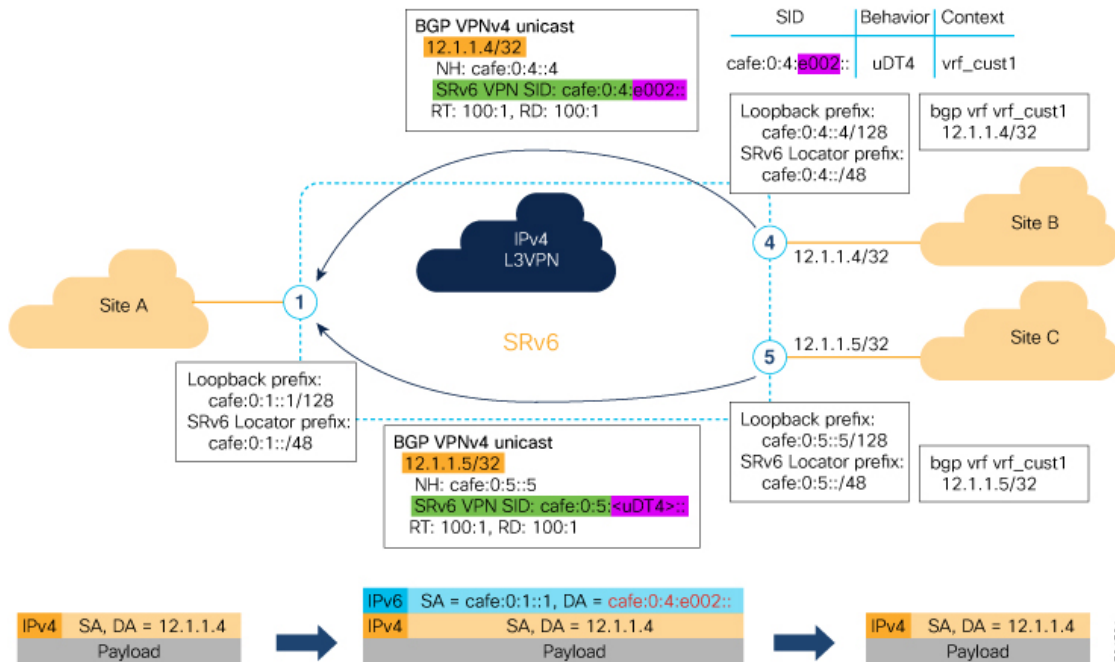 BGP VPNv4 unicast
12.1.1.4/32
NH: cafe:0:4::4
SRv6 VPN SID: cafe:0:4:e002::
RT: 100:1, RD: 100:1
SID Behavior Context
cafe:0:4:e002:: uDT4 vrf_cust1
Loopback prefix:
cafe:0:4::4/128
SRv6 Locator prefix:
cafe:0:4::/48
bgp vrf vrf_cust1
12.1.1.4/32
IPv4
L3VPN
4
12.1.1.4/32
Site B
Site A
1
SRv6
5
12.1.1.5/32
Site C
Loopback prefix:
cafe:0:1::1/128
SRv6 Locator prefix:
cafe:0:1::/48
BGP VPNv4 unicast
12.1.1.5/32
NH: cafe:0:5::5
SRv6 VPN SID: cafe:0:5:<uDT4>::
RT: 100:1, RD: 100:1
Loopback prefix:
cafe:0:5::5/128
SRv6 Locator prefix:
cafe:0:5::/48
bgp vrf vrf_cust1
12.1.1.5/32
IPv4 SA, DA = 12.1.1.4
Payload
IPv6 SA = cafe:0:1::1, DA = cafe:0:4:e002::
IPv4 SA, DA = 12.1.1.4
Payload
IPv4 SA, DA = 12.1.1.4
Payload